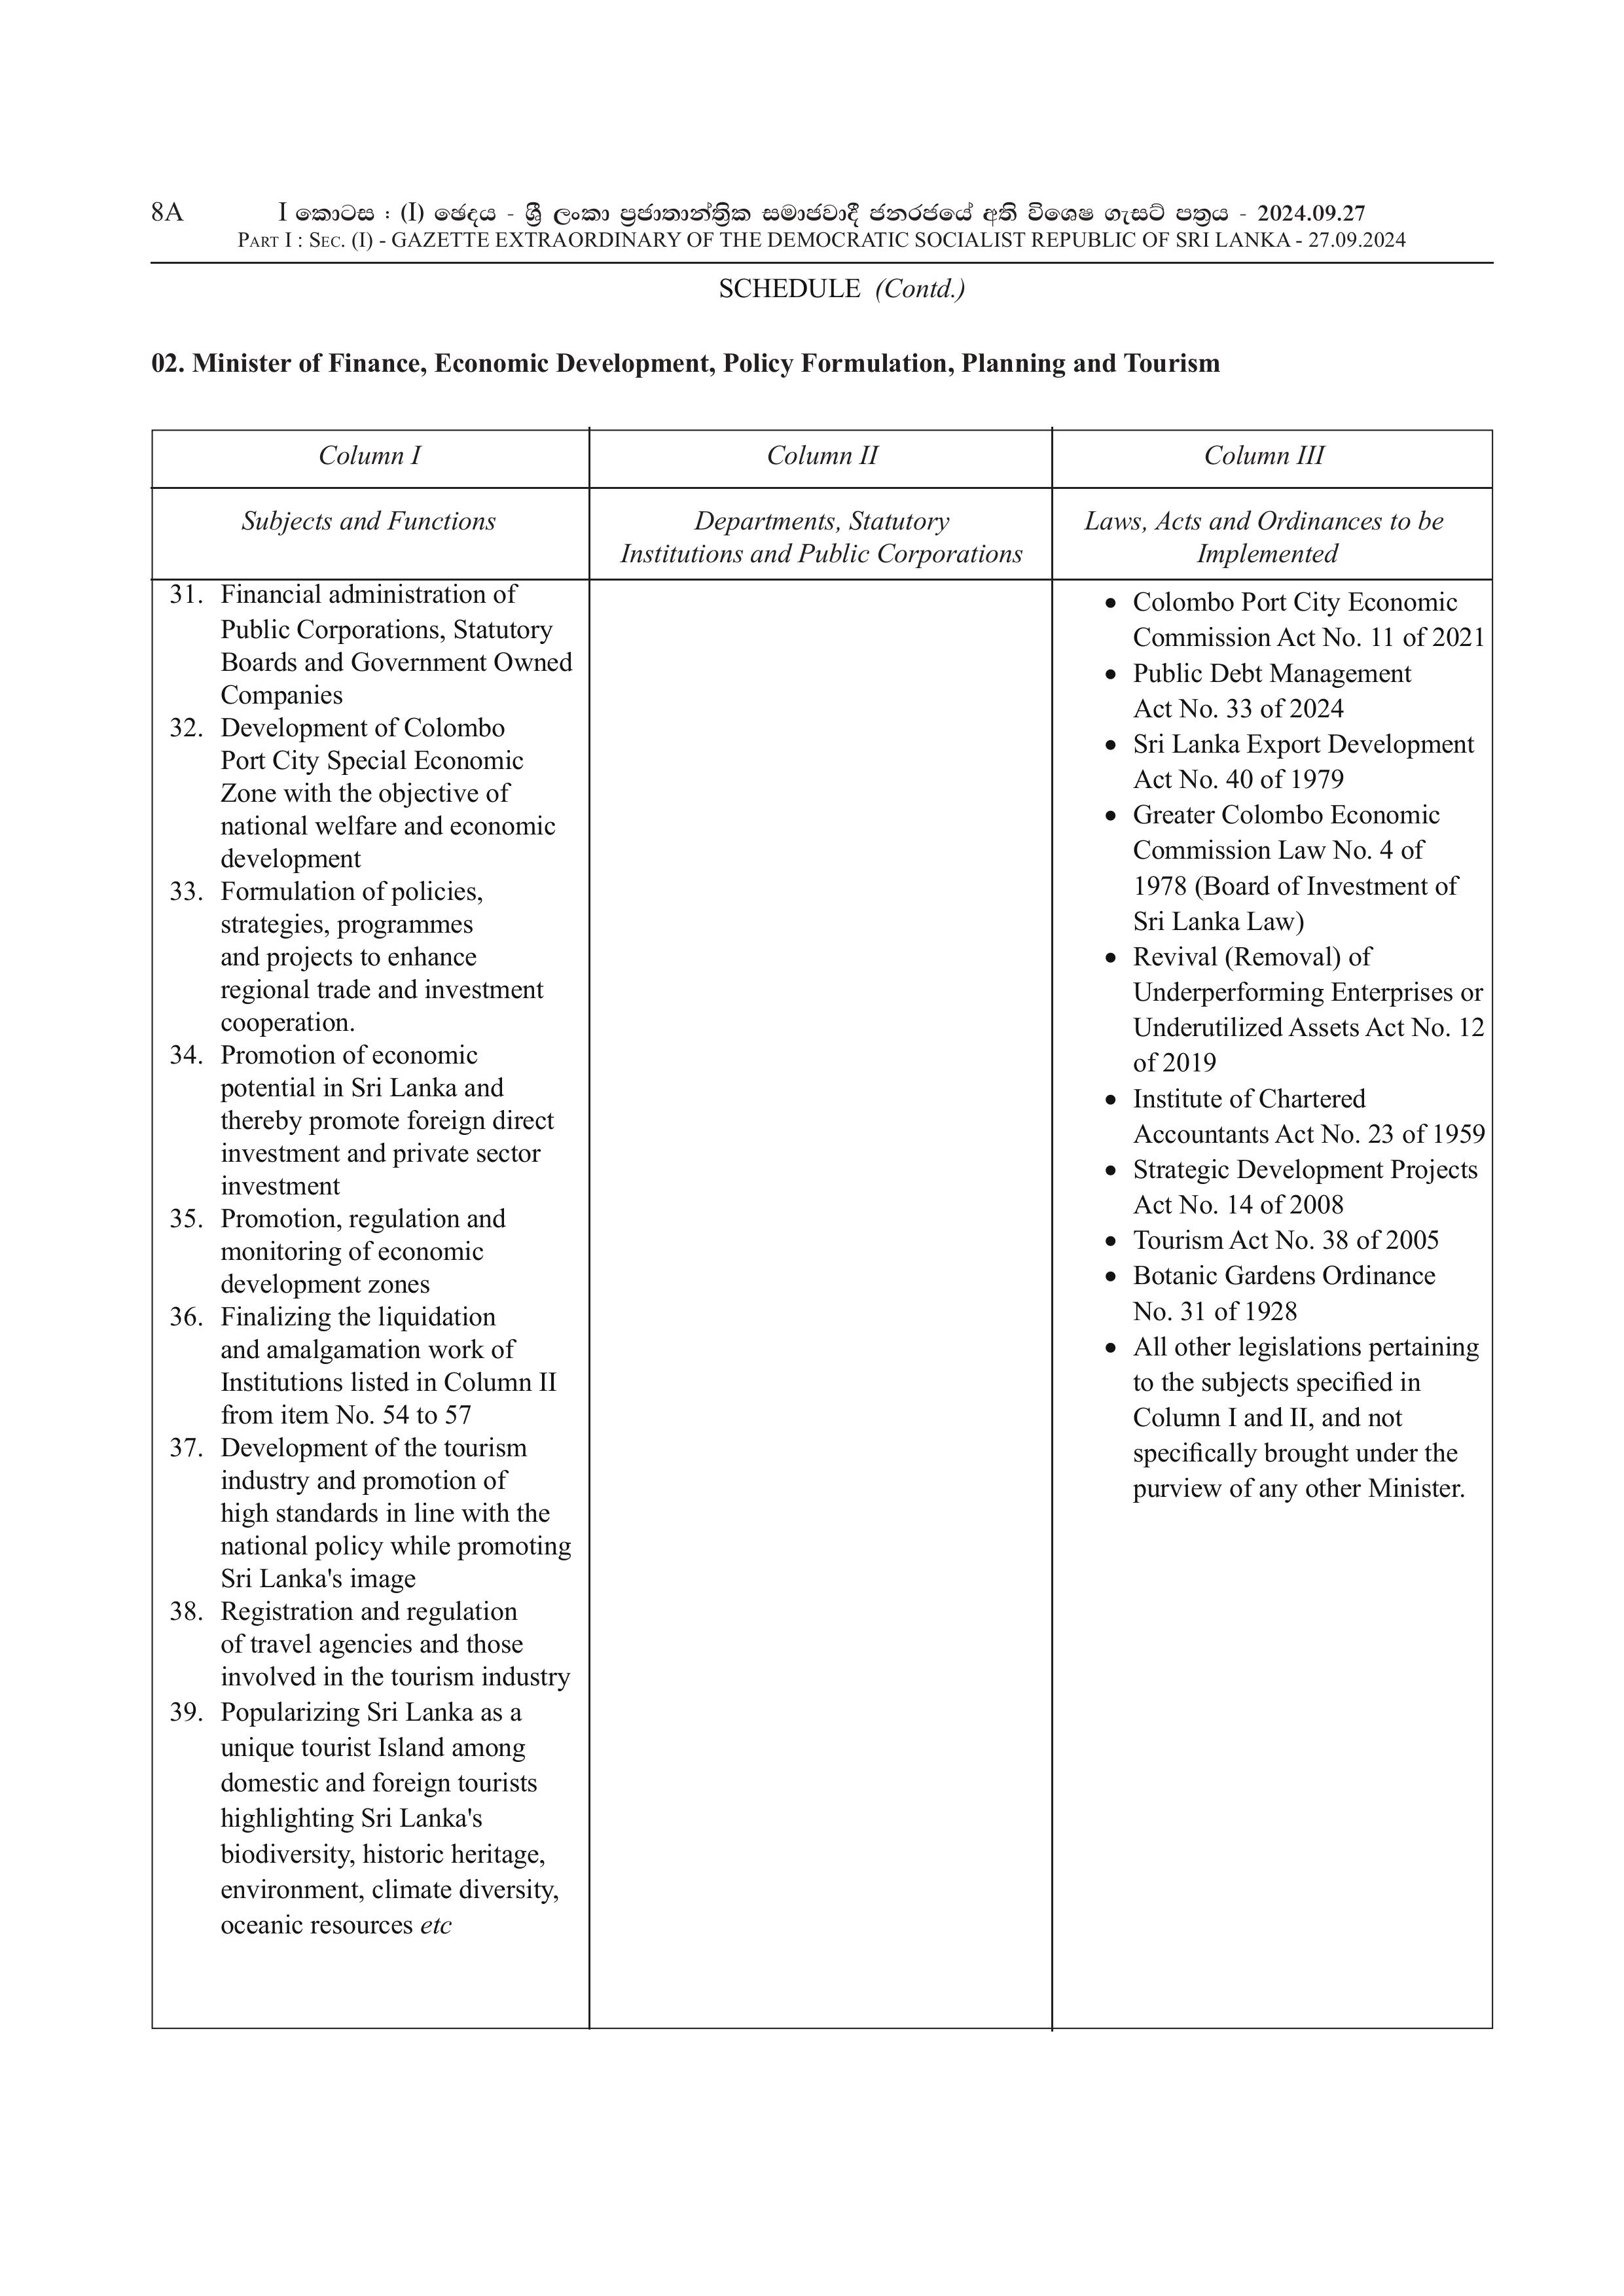 8A
I කොටස : (I) ඡේදය - ශ්‍රී ලංකා ප්‍රජාතාන්ත්‍රික සමාජවාදී ජනරජයේ අති විශෙෂ ගැසට් පත්‍රය - 2024.09.27
Part I : Sec. (I) - GAZETTE EXTRAORDINARY OF THE DEMOCRATIC SOCIALIST REPUBLIC OF SRI LANKA - 27.09.2024
SCHEDULE (Contd.)
02. Minister of Finance, Economic Development, Policy Formulation, Planning and Tourism
Column I
Column II
Column III
Subjects and Functions
Departments, Statutory
Institutions and Public Corporations
Laws, Acts and Ordinances to be
Implemented
31. Financial administration of
Public Corporations, Statutory
Boards and Government Owned
Companies
32. Development of Colombo
Port City Special Economic
Zone with the objective of
national welfare and economic
development
33. Formulation of policies,
strategies, programmes
and projects to enhance
regional trade and investment
cooperation.
34. Promotion of economic
potential in Sri Lanka and
thereby promote foreign direct
investment and private sector
investment
35. Promotion, regulation and
monitoring of economic
development zones
36. Finalizing the liquidation
and amalgamation work of
Institutions listed in Column II
from item No. 54 to 57
37. Development of the tourism
industry and promotion of
high standards in line with the
national policy while promoting
Sri Lanka's image
38. Registration and regulation
of travel agencies and those
involved in the tourism industry
39. Popularizing Sri Lanka as a
unique tourist Island among
domestic and foreign tourists
highlighting Sri Lanka's
biodiversity, historic heritage,
environment, climate diversity,
oceanic resources etc
• Colombo Port City Economic
Commission Act No. 11 of 2021
• Public Debt Management
Act No. 33 of 2024
• Sri Lanka Export Development
Act No. 40 of 1979
• Greater Colombo Economic
Commission Law No. 4 of
1978 (Board of Investment of
Sri Lanka Law)
• Revival (Removal) of
Underperforming Enterprises or
Underutilized Assets Act No. 12
of 2019
• Institute of Chartered
Accountants Act No. 23 of 1959
• Strategic Development Projects
Act No. 14 of 2008
• Tourism Act No. 38 of 2005
• Botanic Gardens Ordinance
No. 31 of 1928
• All other legislations pertaining
to the subjects specified in
Column I and II, and not
specifically brought under the
purview of any other Minister.